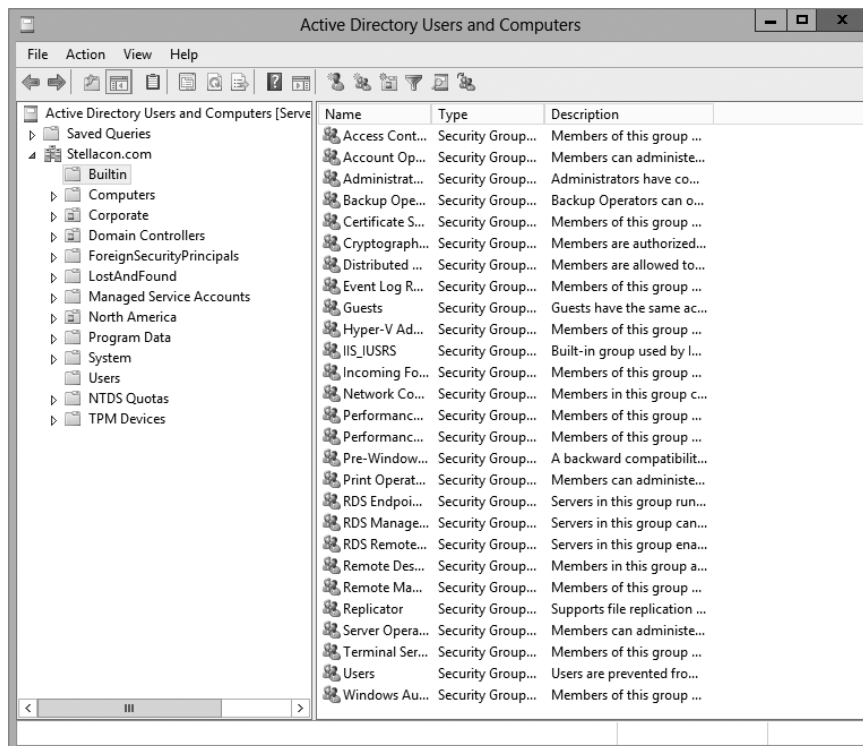 Active Directory Users and Computers
File Action View Help
Active Directory Users and Computers [Serve
Saved Queries
Stellacon.com
Builtin
Computers
Corporate
Domain Controllers
ForeignSecurityPrincipals
LostAndFound
Managed Service Accounts
North America
Program Data
System
Users
NTDS Quotas
TPM Devices
Name Type Description
Access Cont... Security Group... Members of this group ...
Account Op... Security Group... Members can administe...
Administrat... Security Group... Administrators have co...
Backup Ope... Security Group... Backup Operators can o...
Certificate S... Security Group... Members of this group ...
Cryptograph... Security Group... Members are authorized...
Distributed ... Security Group... Members are allowed to...
Event Log R... Security Group... Members of this group ...
Guests Security Group... Guests have the same ac...
Hyper-V Ad... Security Group... Members of this group ...
IIS_IUSRS Security Group... Built-in group used by I...
Incoming Fo... Security Group... Members of this group ...
Network Co... Security Group... Members in this group c...
Performanc... Security Group... Members of this group ...
Performanc... Security Group... Members of this group ...
Pre-Window... Security Group... A backward compatibilit...
Print Operat... Security Group... Members can administe...
RDS Endpoi... Security Group... Servers in this group run...
RDS Manage... Security Group... Servers in this group can...
RDS Remote... Security Group... Servers in this group ena...
Remote Des... Security Group... Members in this group a...
Remote Ma... Security Group... Members of this group ...
Replicator Security Group... Supports file replication ...
Server Opera... Security Group... Members can administe...
Terminal Ser... Security Group... Members of this group ...
Users Security Group... Users are prevented fro...
Windows Au... Security Group... Members of this group ...